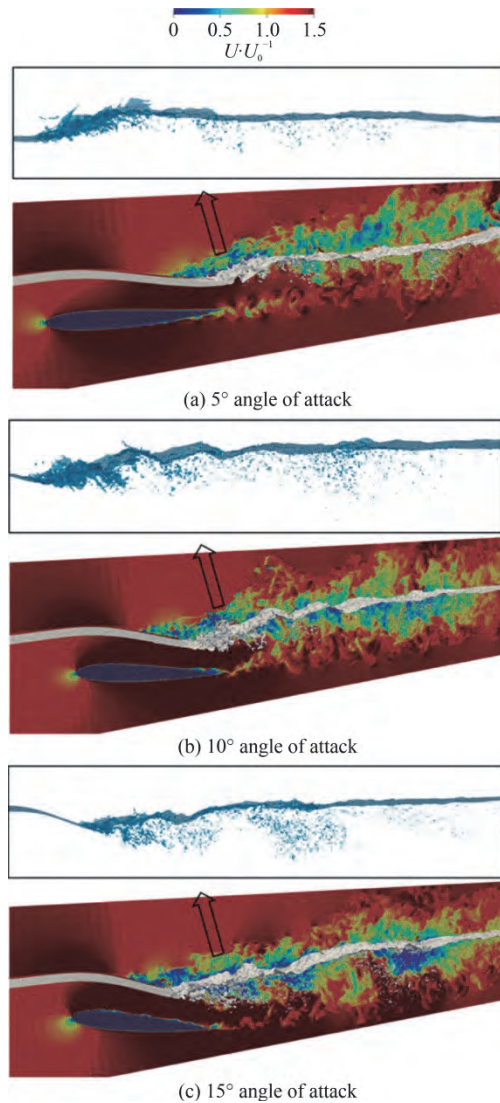 0 0.5 1.0 1.5
U·U₀⁻¹
(a) 5° angle of attack
(b) 10° angle of attack
(c) 15° angle of attack